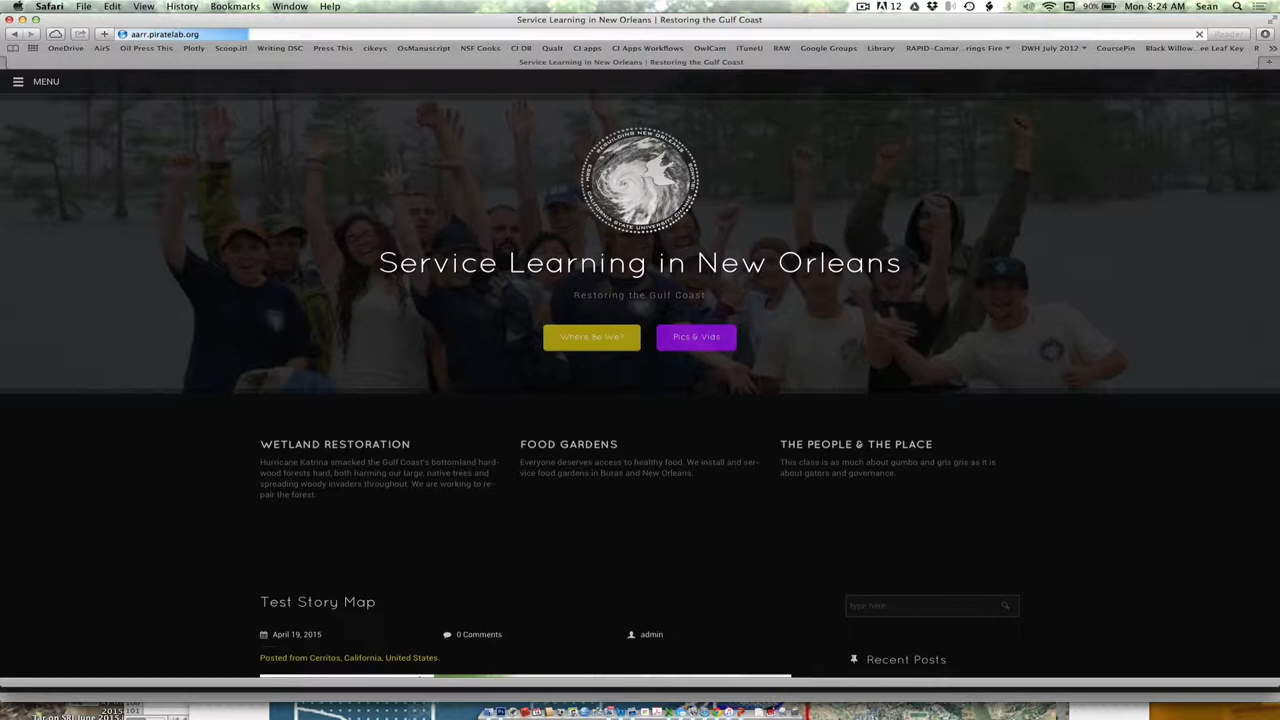 Safari File Edit View History Bookmarks Window Help 12 90% Mon 8:24 AM Sean
Service Learning in New Orleans | Restoring the Gulf Coast
aarr.piratelab.org Reader
OneDrive AirS Oil Press This Plotly Scoop.it! Writing DSC Press This cikeys OsManuscript NSF Cooks CI DB Qualt CI apps CI Apps Workflows OwlCam iTuneU RAW Google Groups Library RAPID-Camar...rings Fire DWH July 2012 CoursePin Black Willow...ee Leaf Key
Service Learning in New Orleans | Restoring the Gulf Coast
MENU
REBUILDING NEW ORLEANS
CALIFORNIA STATE UNIVERSITY
Service Learning in New Orleans
Restoring the Gulf Coast
Where Be We? Pics & Vids
WETLAND RESTORATION
Hurricane Katrina smacked the Gulf Coast's bottomland hard-
wood forests hard, both harming our large, native trees and
spreading woody invaders throughout. We are working to re-
pair the forest.
FOOD GARDENS
Everyone deserves access to healthy food. We install and ser-
vice food gardens in Buras and New Orleans.
THE PEOPLE & THE PLACE
This class is as much about gumbo and gris gris as it is
about gators and governance.
Test Story Map
April 19, 2015 0 Comments admin
Posted from Cerritos, California, United States.
type here
Recent Posts